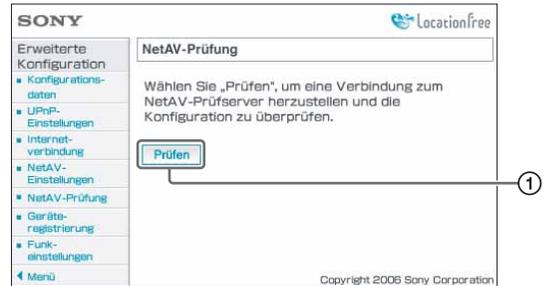 SONY
LocationFree
Erweiterte
Konfiguration
Konfigurations-
daten
UPnP-
Einstellungen
Internet-
verbindung
NetAV-
Einstellungen
NetAV-Prüfung
Geräte-
registrierung
Funk-
einstellungen
Menü
NetAV-Prüfung
Wählen Sie „Prüfen", um eine Verbindung zum
NetAV-Prüfserver herzustellen und die
Konfiguration zu überprüfen.
Prüfen
①
Copyright 2006 Sony Corporation